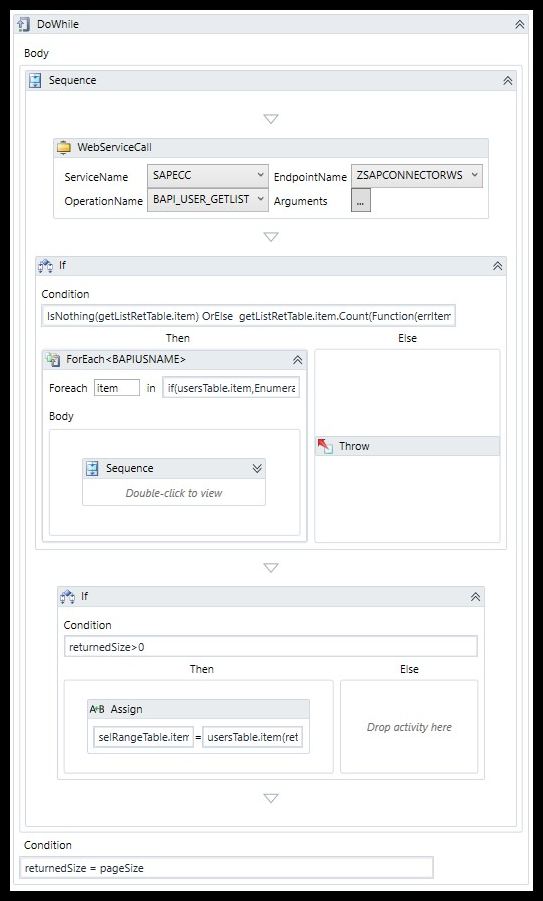 DoWhile
Body
Sequence
WebServiceCall
ServiceName SAPECC EndpointName ZSAPCONNECTORWS
OperationName BAPI_USER_GETLIST Arguments ...
If
Condition
IsNothing(getListRetTable.item) OrElse getListRetTable.item.Count(Function(errItem
Then Else
ForEach<BAPIUSNAME>
Foreach item in if(usersTable.item,Enumera
Body
Throw
Sequence
Double-click to view
If
Condition
returnedSize>0
Then Else
A+B Assign
selRangeTable.item = usersTable.item(ret
Drop activity here
Condition
returnedSize = pageSize